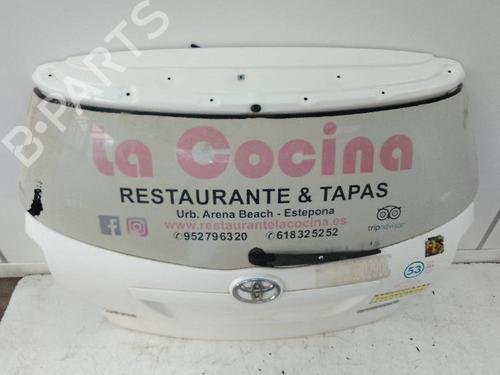 B-PARTS
La Cocina
RESTAURANTE & TAPAS
Urb. Arena Beach - Estepona
www.restaurantelacocina.es
952796320 618325252
tripadvisor
53